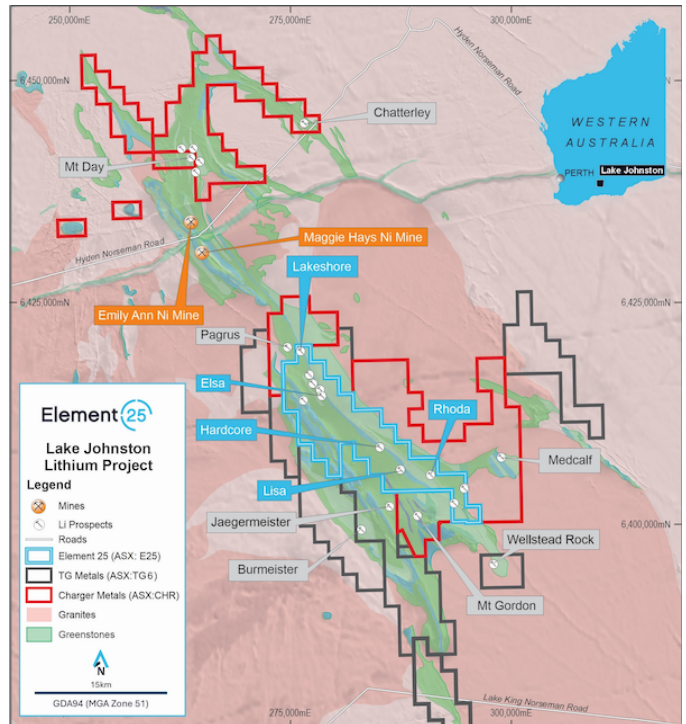 250,000mE
275,000mE
300,000mE
6,450,000mN
Hyden Norseman Road
Chatterley
WESTERN
AUSTRALIA
PERTH
Lake Johnston
Mt Day
Maggie Hays Ni Mine
Hyden Norseman Road
Lakeshore
Emily Ann Ni Mine
6,425,000mN
6,425,000mN
Pagrus
Elsa
Rhoda
Hardcore
Medcalf
Lisa
Jaegermeister
6,400,000mN
Wellstead Rock
Burmeister
Mt Gordon
Element 25
Lake Johnston
Lithium Project
Legend
Mines
Li Prospects
Roads
Element 25 (ASX: E25)
TG Metals (ASX:TG6)
Charger Metals (ASX:CHR)
Granites
Greenstones
N
15km
GDA94 (MGA Zone 51)
Lake King Norseman Road
275,000mE
300,000mE